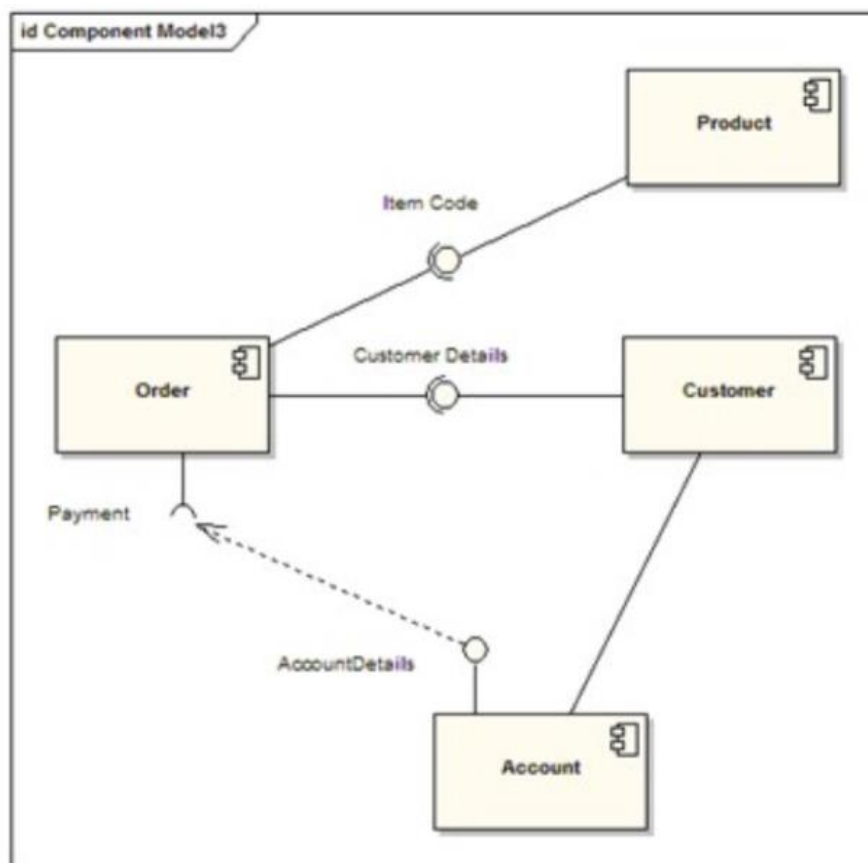 id Component Model3
Product
Item Code
Customer Details
Order
Customer
Payment
AccountDetails
Account